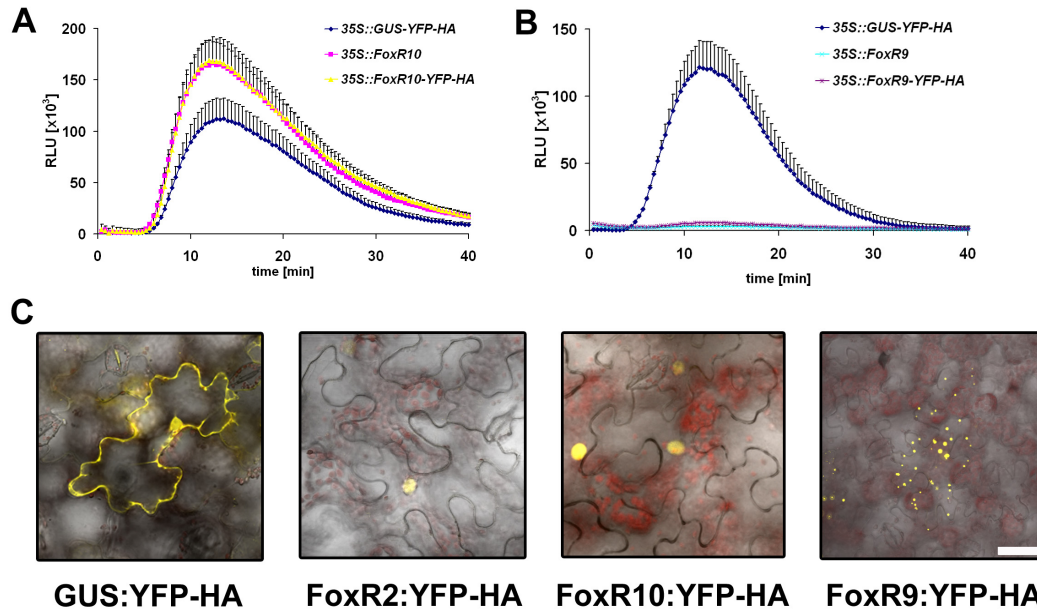 A
200
150
100
50
0
RLU [x10³]
0
10
20
30
40
time [min]
35S::GUS-YFP-HA
35S::FoxR10
35S::FoxR10-YFP-HA
B
150
100
50
0
RLU [x10³]
0
10
20
30
40
time [min]
35S::GUS-YFP-HA
35S::FoxR9
35S::FoxR9-YFP-HA
C
GUS:YFP-HA
FoxR2:YFP-HA
FoxR10:YFP-HA
FoxR9:YFP-HA